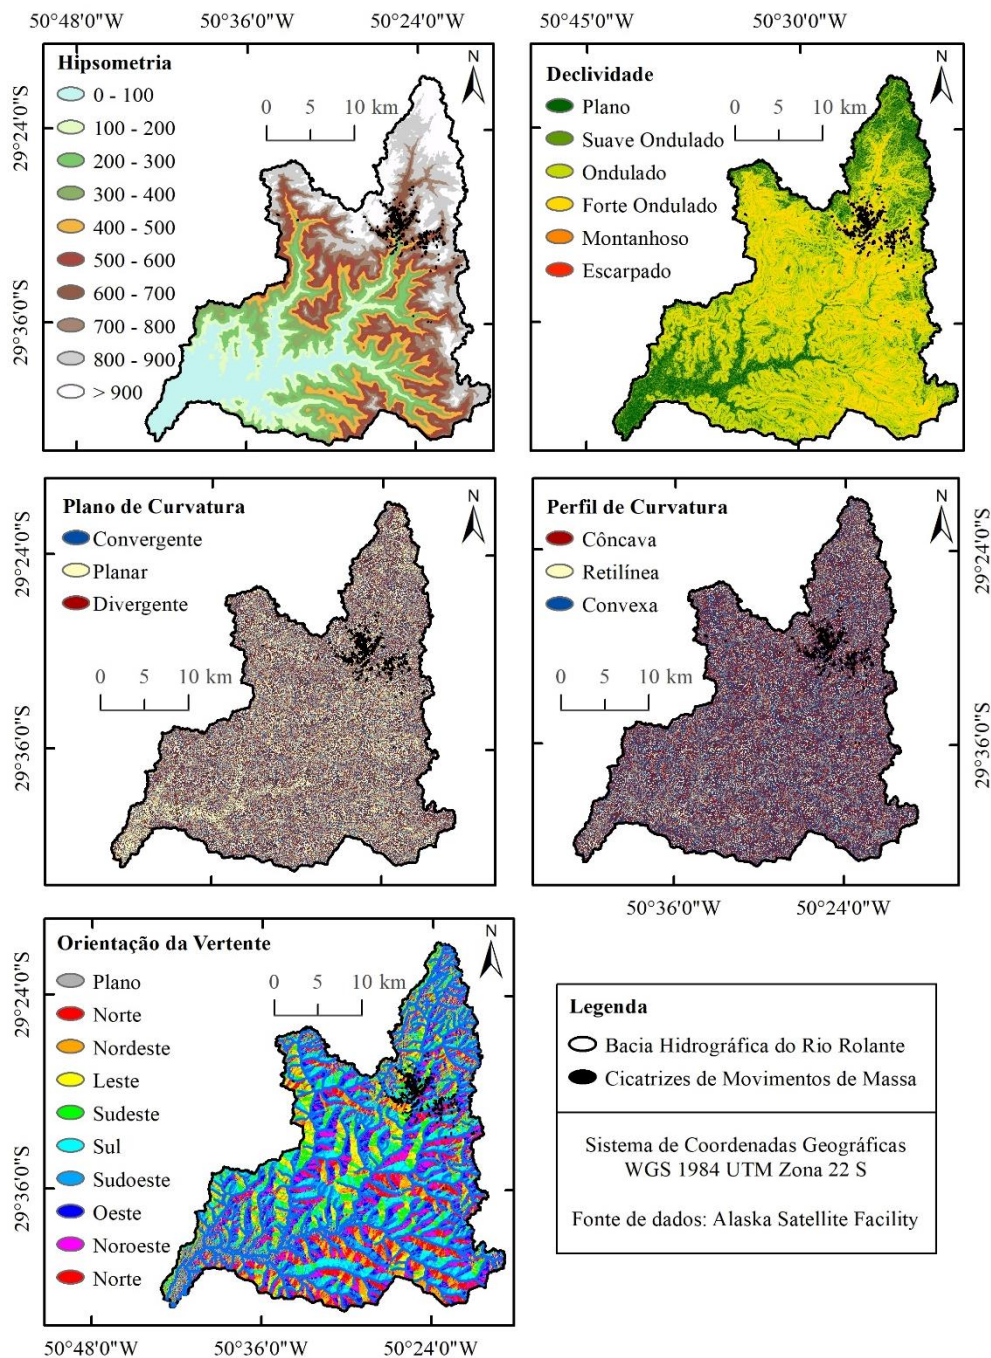 50°48'0"W 50°36'0"W 50°24'0"W
Hipsometria
0 - 100
100 - 200
200 - 300
300 - 400
400 - 500
500 - 600
600 - 700
700 - 800
800 - 900
> 900
0 5 10 km
N
29°24'0"S
29°36'0"S
50°45'0"W 50°30'0"W
Declividade
Plano
Suave Ondulado
Ondulado
Forte Ondulado
Montanhoso
Escarpado
0 5 10 km
N
Plano de Curvatura
Convergente
Planar
Divergente
0 5 10 km
N
29°24'0"S
29°36'0"S
Perfil de Curvatura
Côncava
Retilínea
Convexa
0 5 10 km
N
29°24'0"S
29°36'0"S
50°36'0"W 50°24'0"W
Orientação da Vertente
Plano
Norte
Nordeste
Leste
Sudeste
Sul
Sudoeste
Oeste
Noroeste
Norte
0 5 10 km
N
29°24'0"S
29°36'0"S
50°48'0"W 50°36'0"W 50°24'0"W
Legenda
Bacia Hidrográfica do Rio Rolante
Cicatrizes de Movimentos de Massa
Sistema de Coordenadas Geográficas
WGS 1984 UTM Zona 22 S
Fonte de dados: Alaska Satellite Facility